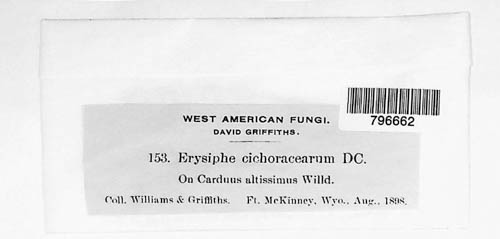 WEST AMERICAN FUNGI.
DAVID GRIFFITHS.
796662
153. Erysiphe cichoracearum DC.
On Carduus altissimus Willd.
Coll. Williams & Griffiths. Ft. McKinney, Wyo., Aug., 1898.